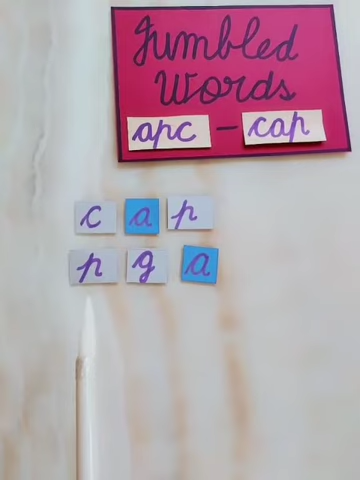 Jumbled
Words
apc – cap
c a p
p g a